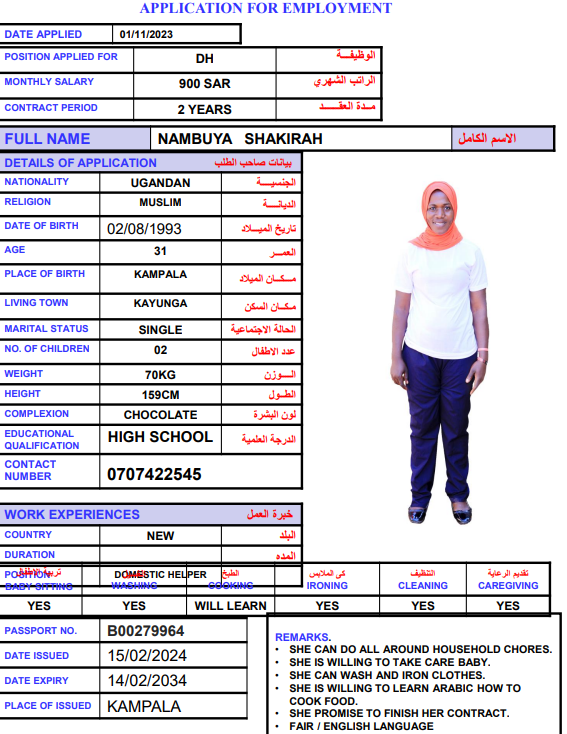 APPLICATION FOR EMPLOYMENT
DATE APPLIED 01/11/2023
POSITION APPLIED FOR DH الوظيفـــة
MONTHLY SALARY 900 SAR الراتب الشهري
CONTRACT PERIOD 2 YEARS مـدة العقـــد
FULL NAME NAMBUYA SHAKIRAH الاسم الكامل
DETAILS OF APPLICATION بيانات صاحب الطلب
NATIONALITY UGANDAN الجنسيـــة
RELIGION MUSLIM الديانـــة
DATE OF BIRTH 02/08/1993 تاريخ الميــلاد
AGE 31 العمـــر
PLACE OF BIRTH KAMPALA مـكـان الميلاد
LIVING TOWN KAYUNGA مـكـان السكن
MARITAL STATUS SINGLE الحالة الاجتماعية
NO. OF CHILDREN 02 عدد الاطفال
WEIGHT 70KG الـــوزن
HEIGHT 159CM الطـول
COMPLEXION CHOCOLATE لون البشرة
EDUCATIONAL QUALIFICATION HIGH SCHOOL الدرجة العلمية
CONTACT NUMBER 0707422545
WORK EXPERIENCES خبرة العمل
COUNTRY NEW البلد
DURATION المده
POSITION DOMESTIC HELPER
الطبخ كى الملابس التنظيف تقديم الرعاية
BABY SITTING WASHING COOKING IRONING CLEANING CAREGIVING
YES YES WILL LEARN YES YES YES
PASSPORT NO. B00279964
DATE ISSUED 15/02/2024
DATE EXPIRY 14/02/2034
PLACE OF ISSUED KAMPALA
REMARKS.
• SHE CAN DO ALL AROUND HOUSEHOLD CHORES.
• SHE IS WILLING TO TAKE CARE BABY.
• SHE CAN WASH AND IRON CLOTHES.
• SHE IS WILLING TO LEARN ARABIC HOW TO
COOK FOOD.
• SHE PROMISE TO FINISH HER CONTRACT.
• FAIR / ENGLISH LANGUAGE